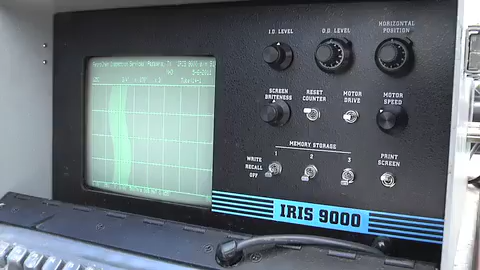 I.D. LEVEL
O.D. LEVEL
HORIZONTAL
POSITION
SCREEN
BRITENESS
RESET
COUNTER
MOTOR
DRIVE
MOTOR
SPEED
MEMORY STORAGE
1 2 3
WRITE
RECALL
OFF
PRINT
SCREEN
IRIS 9000